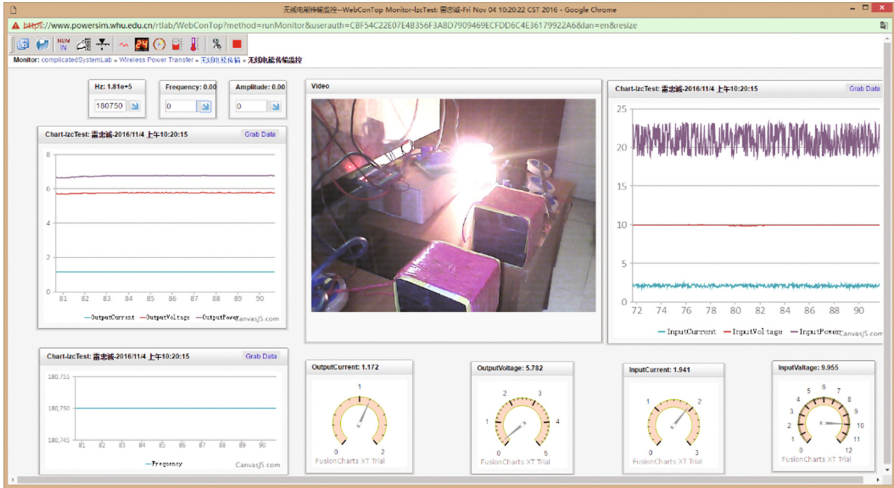 无线电能传输监控--WebConTop Monitor-lzcTest: 雷忠诚-Fri Nov 04 10:20:22 CST 2016 - Google Chrome
https://www.powersim.whu.edu.cn/rtlab/WebConTop?method=runMonitor&userauth=CBF54C22E07E4B356F3A8D7909469ECFDD6C4E36179922A6&lan=en&resize
NUM
IN
24
Monitor: complicatedSystemLab » Wireless Power Transfer » 无线电能传输 » 无线电能传输监控
Hz: 1.81e+5
180750
Frequency: 0.00
0
Amplitude: 0.00
0
Chart-lzcTest: 雷忠诚-2016/11/4 上午10:20:15
Grab Data
8
6
4
2
0
81 82 83 84 85 86 87 88 89 90
OutputCurrent OutputVoltage OutputPower
CanvasJS.com
Video
Chart-lzcTest: 雷忠诚-2016/11/4 上午10:20:15
Grab Data
25
20
15
10
5
0
72 74 76 78 80 82 84 86 88 90
InputCurrent InputVoltage InputPower
CanvasJS.com
Chart-lzcTest: 雷忠诚-2016/11/4 上午10:20:15
Grab Data
180,755
180,750
180,745
81 82 83 84 85 86 87 88 89 90
Frequency
CanvasJS.com
OutputCurrent: 1.172
1
0 2
FusionCharts XT Trial
OutputVoltage: 5.782
2 3
1 4
0 5
FusionCharts XT Trial
InputCurrent: 1.941
1 2
0 3
FusionCharts XT Trial
InputValtage: 9.955
5 6 7
4 8
3 9
2 10
1 11
0 12
FusionCharts XT Trial